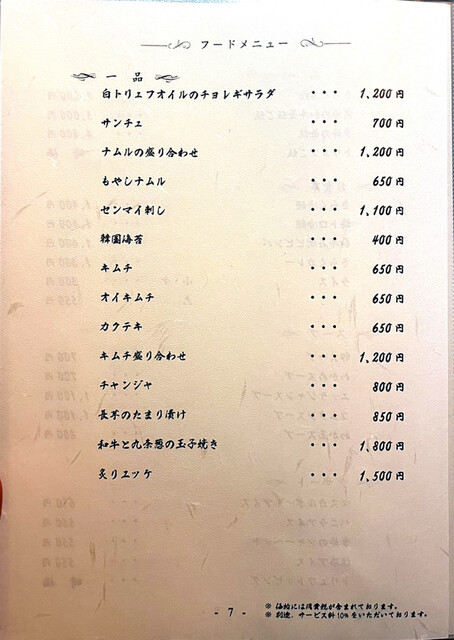 フードメニュー
一品
白トリュフオイルのチョレギサラダ ・・・ 1,200円
サンチェ ・・・ 700円
ナムルの盛り合わせ ・・・ 1,200円
もやしナムル ・・・ 650円
センマイ刺し ・・・ 1,100円
韓国海苔 ・・・ 400円
キムチ ・・・ 650円
オイキムチ ・・・ 650円
カクテキ ・・・ 650円
キムチ盛り合わせ ・・・ 1,200円
チャンジャ ・・・ 800円
長芋のたまり漬け ・・・ 850円
和牛と九条葱の玉子焼き ・・・ 1,800円
炙りユッケ ・・・ 1,500円
※ 価格には消費税が含まれております。
※ 別途、サービス料10%をいただいております。
- 7 -